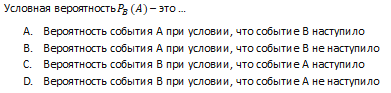 Условная вероятность P_B (A) – это …
A. Вероятность события А при условии, что событие В наступило
B. Вероятность события А при условии, что событие В не наступило
C. Вероятность события В при условии, что событие А наступило
D. Вероятность события В при условии, что событие А не наступило